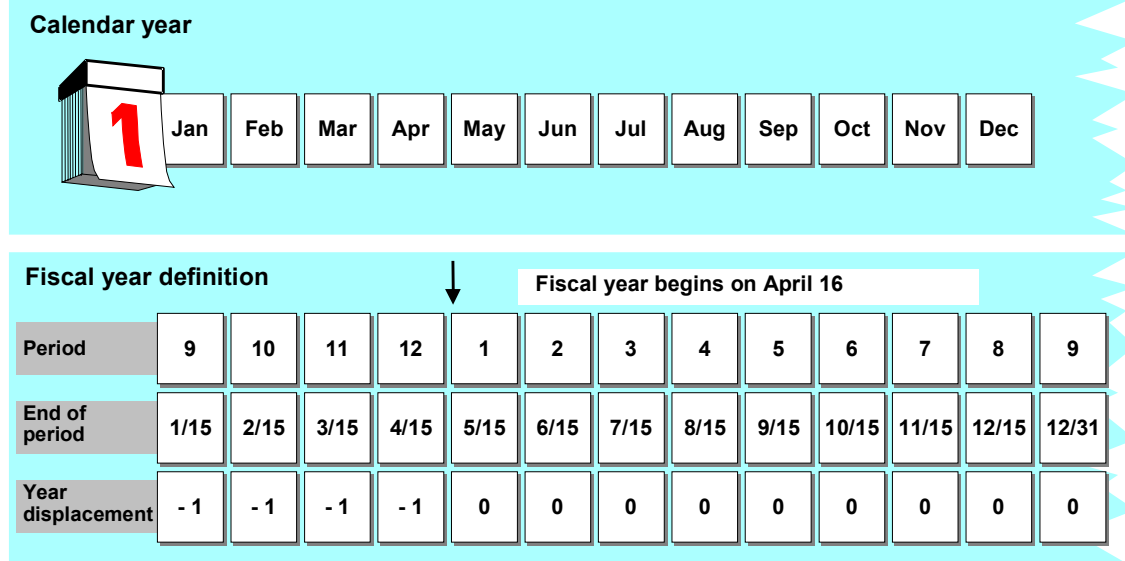 Calendar year
1
Jan Feb Mar Apr May Jun Jul Aug Sep Oct Nov Dec
Fiscal year definition
Fiscal year begins on April 16
Period 9 10 11 12 1 2 3 4 5 6 7 8 9
End of
period 1/15 2/15 3/15 4/15 5/15 6/15 7/15 8/15 9/15 10/15 11/15 12/15 12/31
Year
displacement - 1 - 1 - 1 - 1 0 0 0 0 0 0 0 0 0